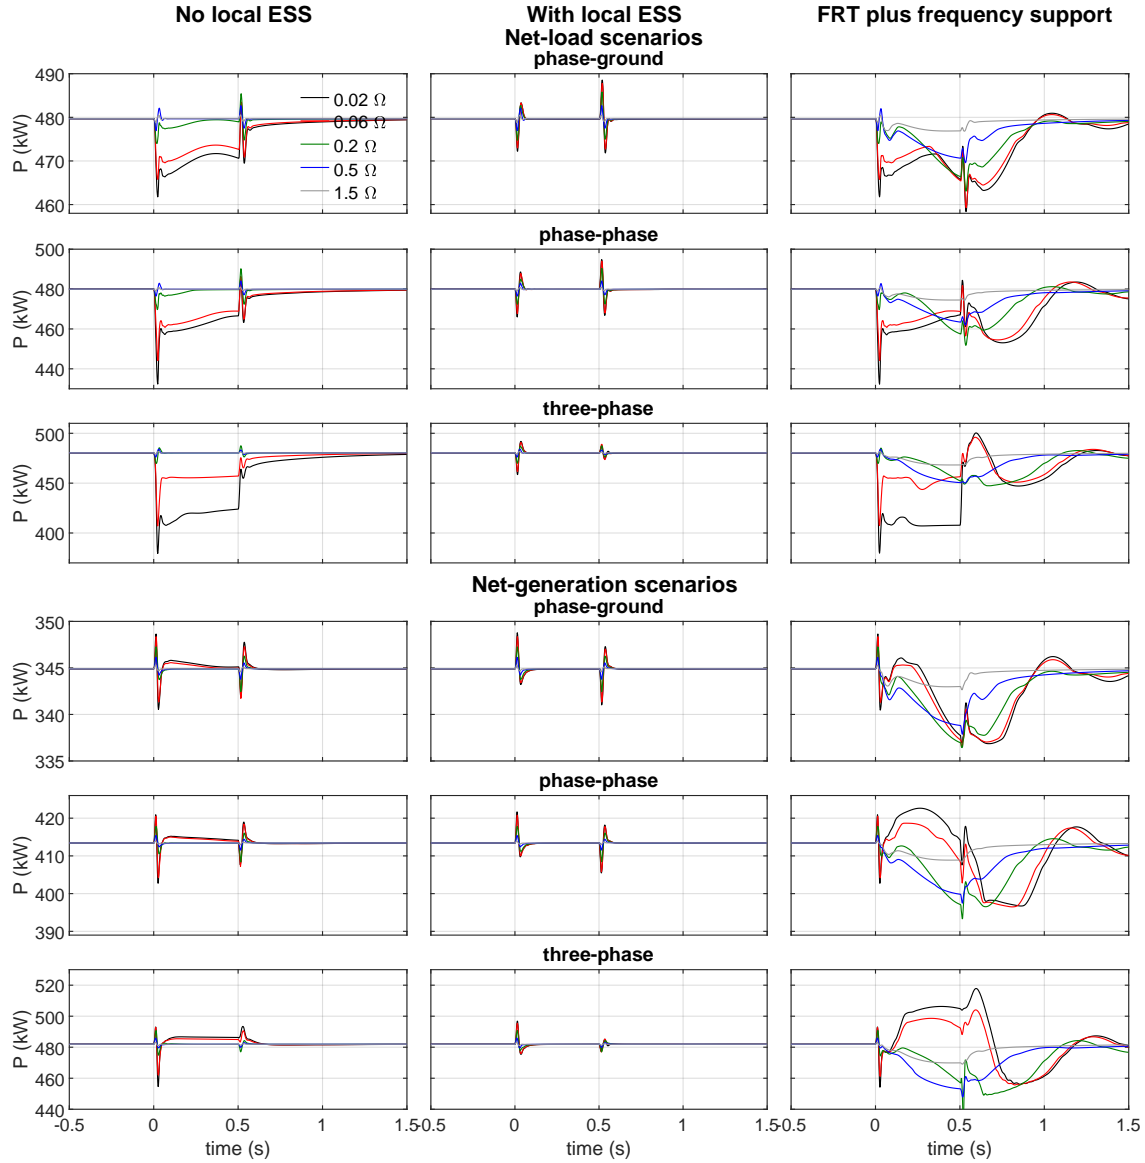 No local ESS
With local ESS
FRT plus frequency support
Net-load scenarios
phase-ground
490
480
470
460
P (kW)
0.02 Ω
0.06 Ω
0.2 Ω
0.5 Ω
1.5 Ω
phase-phase
500
480
460
440
P (kW)
three-phase
500
450
400
P (kW)
Net-generation scenarios
phase-ground
350
345
340
335
P (kW)
phase-phase
420
410
400
390
P (kW)
three-phase
520
500
480
460
440
P (kW)
-0.5 0 0.5 1 1.5
-0.5 0 0.5 1 1.5
-0.5 0 0.5 1 1.5
time (s)
time (s)
time (s)